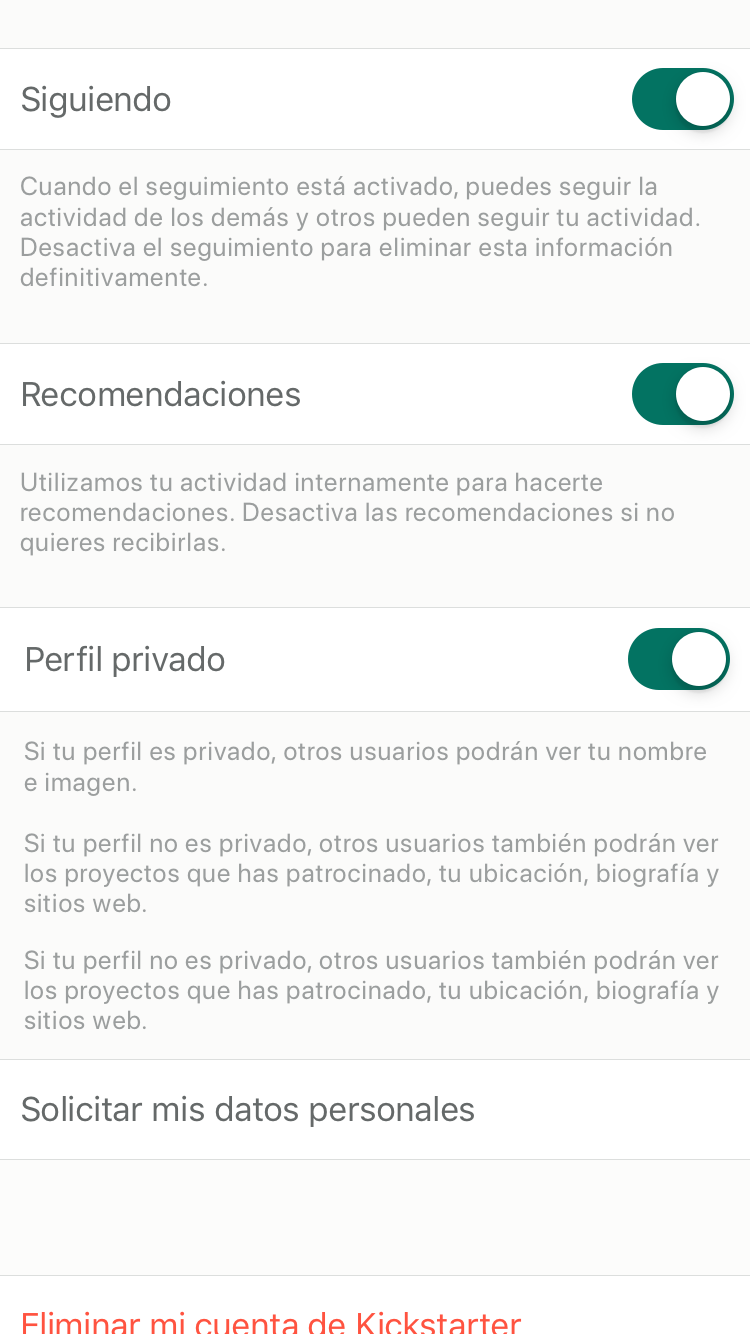 Siguiendo
Cuando el seguimiento está activado, puedes seguir la
actividad de los demás y otros pueden seguir tu actividad.
Desactiva el seguimiento para eliminar esta información
definitivamente.
Recomendaciones
Utilizamos tu actividad internamente para hacerte
recomendaciones. Desactiva las recomendaciones si no
quieres recibirlas.
Perfil privado
Si tu perfil es privado, otros usuarios podrán ver tu nombre
e imagen.
Si tu perfil no es privado, otros usuarios también podrán ver
los proyectos que has patrocinado, tu ubicación, biografía y
sitios web.
Si tu perfil no es privado, otros usuarios también podrán ver
los proyectos que has patrocinado, tu ubicación, biografía y
sitios web.
Solicitar mis datos personales
Eliminar mi cuenta de Kickstarter